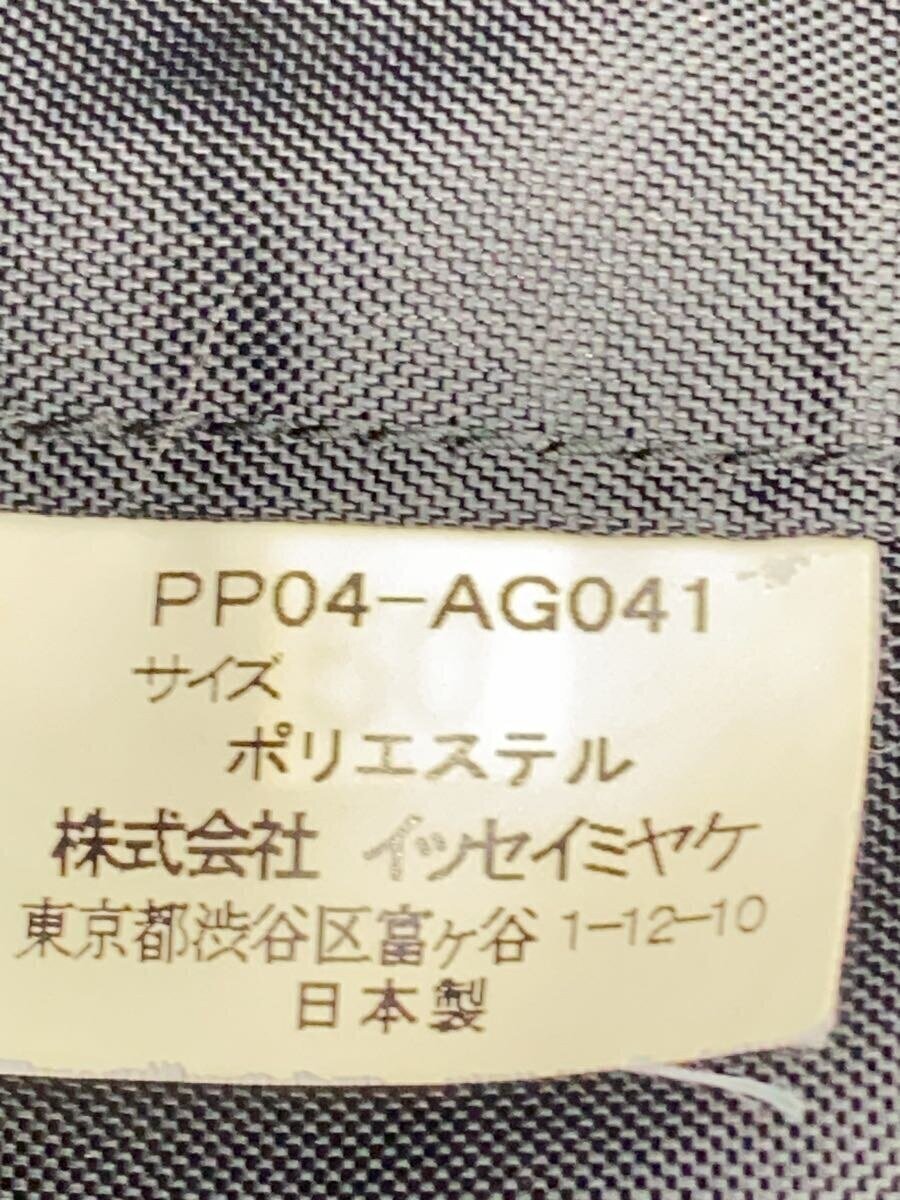 PP04-AG041
サイズ
ポリエステル
株式会社 イッセイミヤケ
東京都渋谷区富ヶ谷 1-12-10
日本製